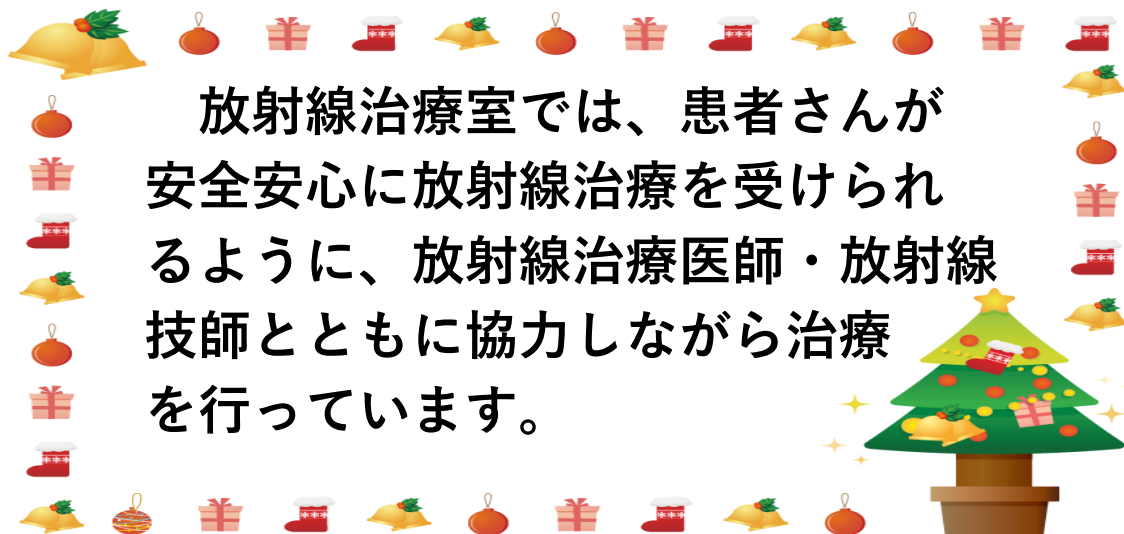 放射線治療室では、患者さんが
安全安心に放射線治療を受けられ
るように、放射線治療医師・放射線
技師とともに協力しながら治療
を行っています。